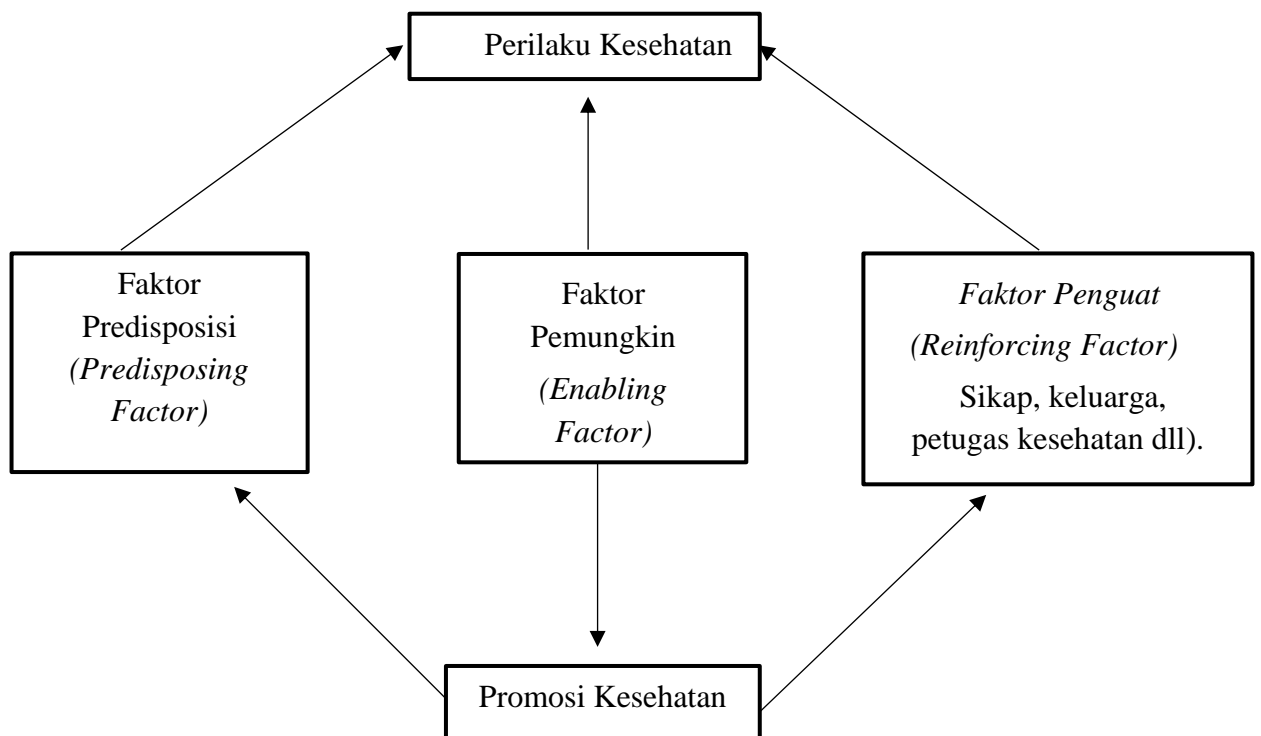 Perilaku Kesehatan
Faktor
Predisposisi
(Predisposing
Factor)
Faktor
Pemungkin
(Enabling
Factor)
Faktor Penguat
(Reinforcing Factor)
Sikap, keluarga,
petugas kesehatan dll).
Promosi Kesehatan